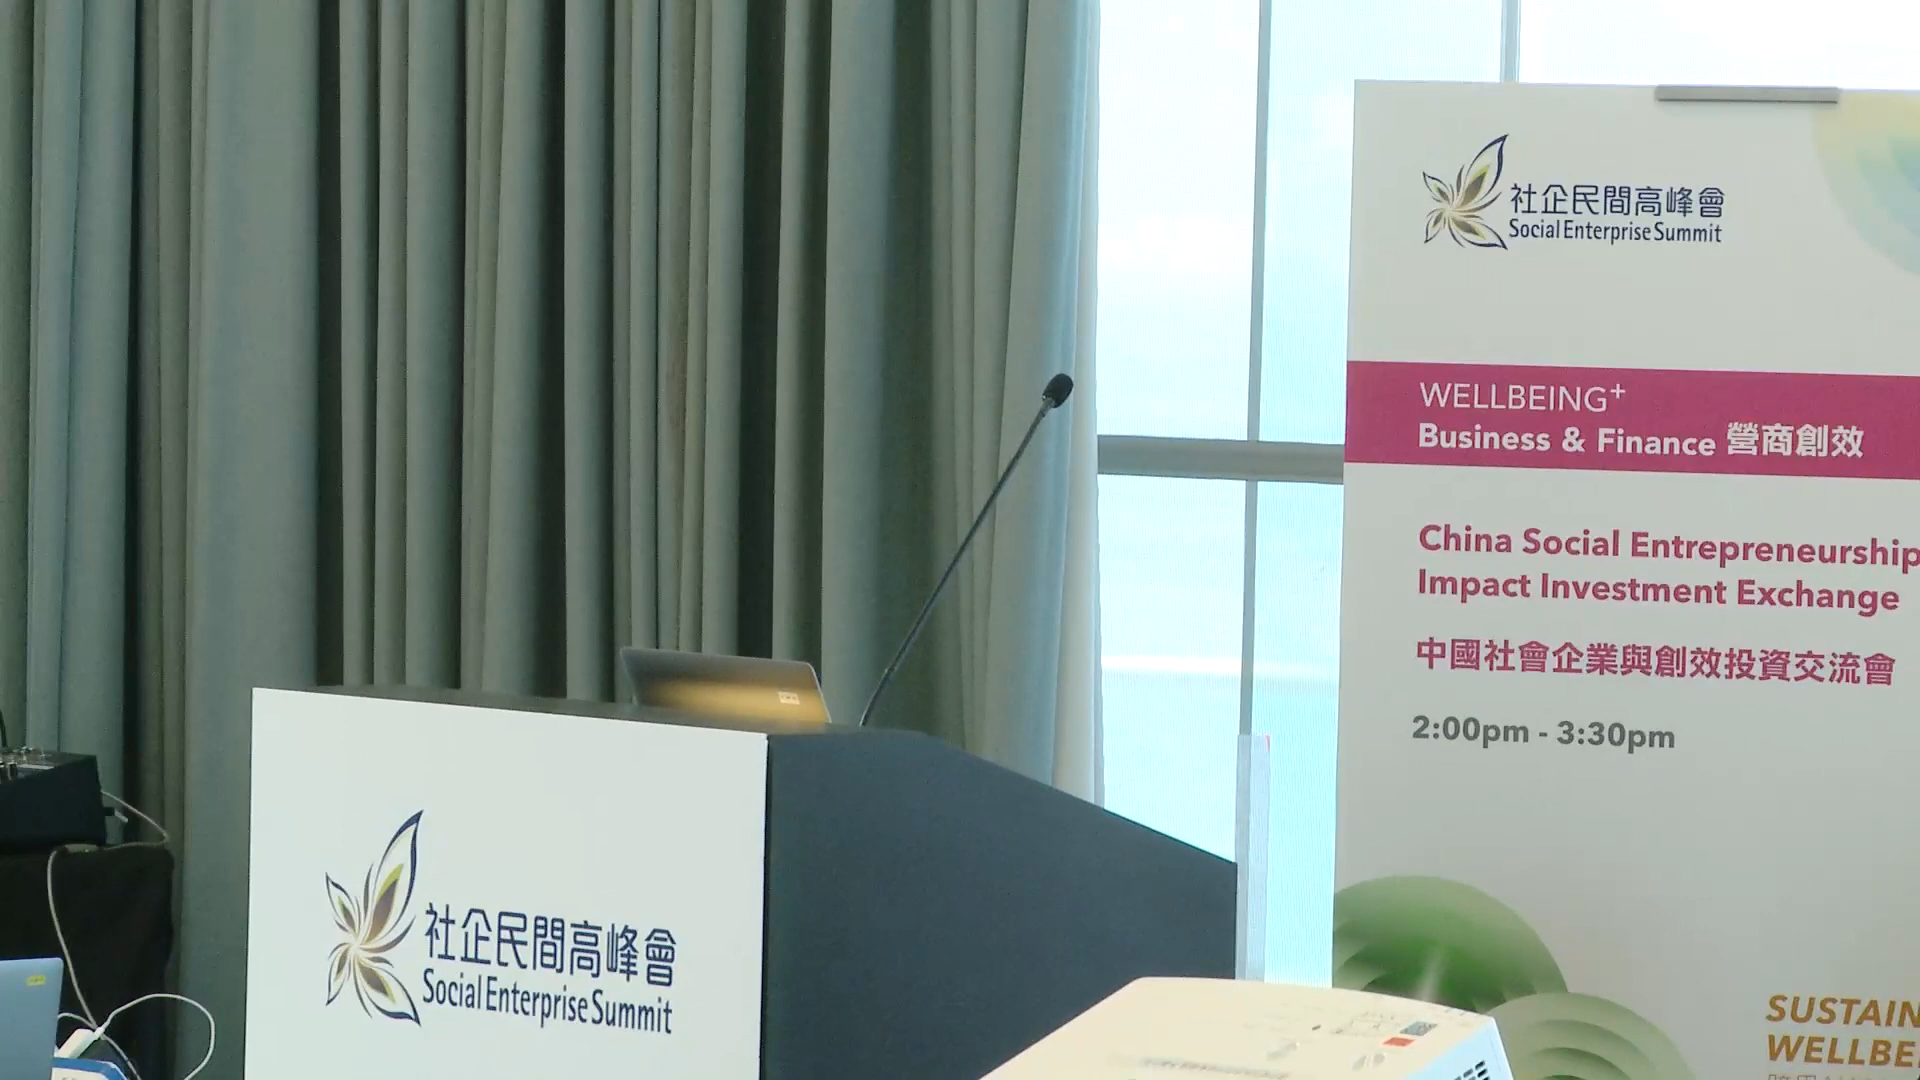 社企民間高峰會
Social Enterprise Summit
WELLBEING+
Business & Finance 營商創效
China Social Entrepreneurship
Impact Investment Exchange
中國社會企業與創效投資交流會
2:00pm - 3:30pm
社企民間高峰會
Social Enterprise Summit